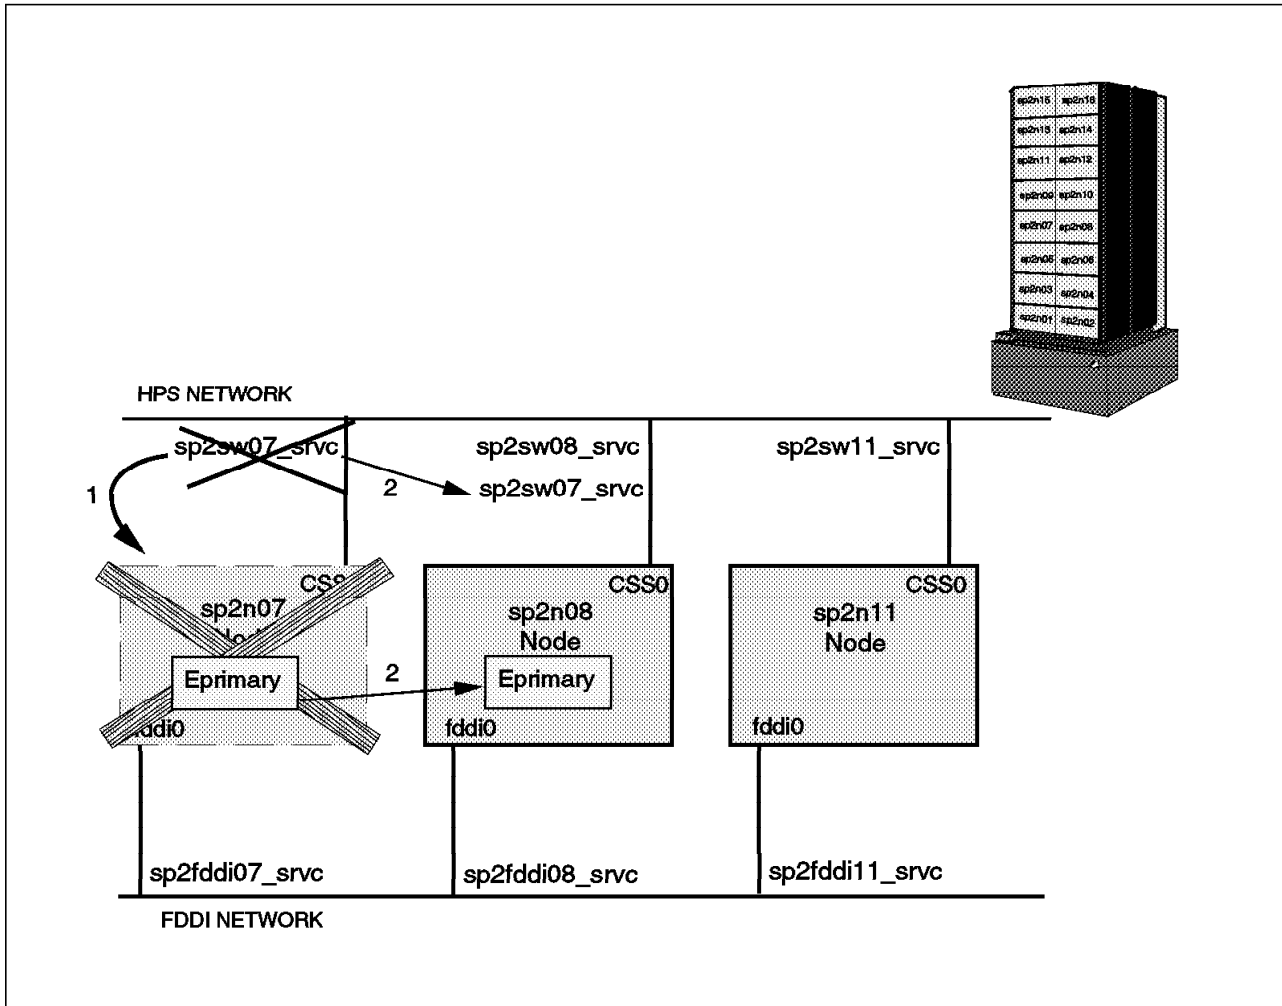 sp2n15 sp2n16
sp2n13 sp2n14
sp2n11 sp2n12
sp2n09 sp2n10
sp2n07 sp2n08
sp2n05 sp2n06
sp2n03 sp2n04
sp2n01 sp2n02
HPS NETWORK
sp2sw07_srvc
sp2sw08_srvc
sp2sw11_srvc
1
2
sp2sw07_srvc
CSS
CSS0
CSS0
sp2n07
Node
sp2n08
Node
sp2n11
Node
Eprimary
2
Eprimary
fddi0
fddi0
fddi0
sp2fddi07_srvc
sp2fddi08_srvc
sp2fddi11_srvc
FDDI NETWORK